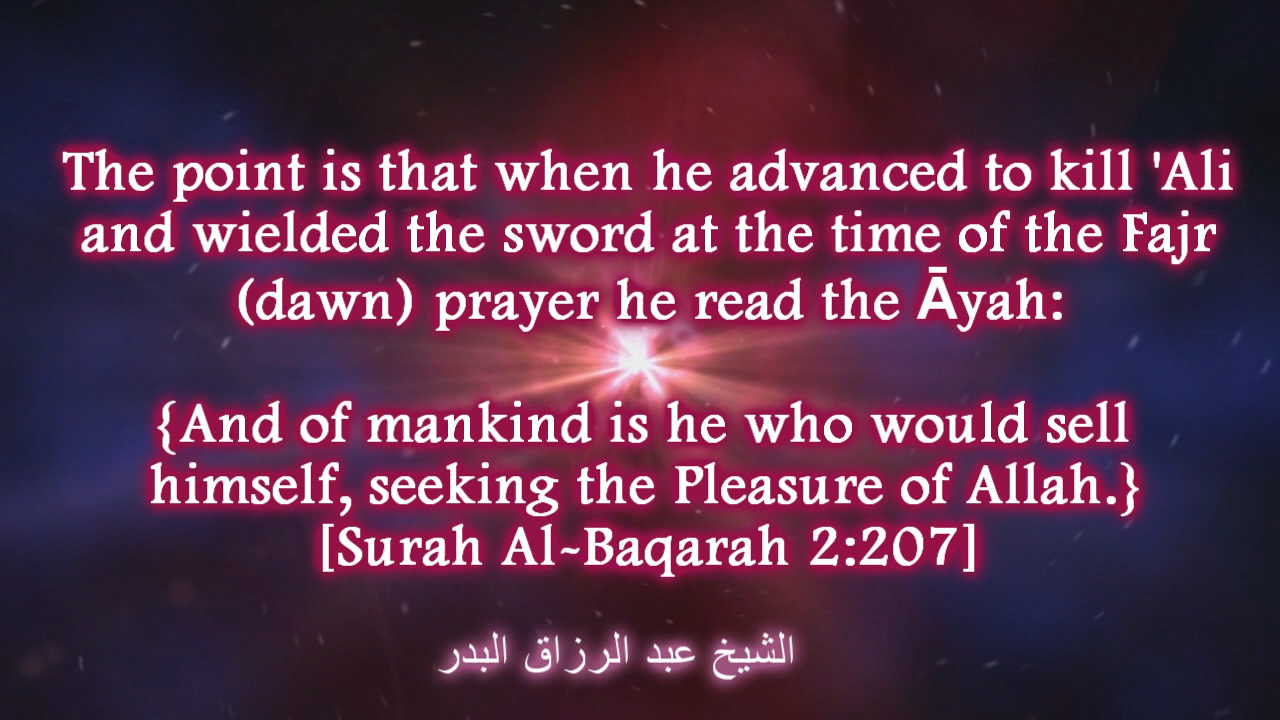 The point is that when he advanced to kill 'Ali
and wielded the sword at the time of the Fajr
(dawn) prayer he read the Āyah:
{And of mankind is he who would sell
himself, seeking the Pleasure of Allah.}
[Surah Al-Baqarah 2:207]
الشيخ عبد الرزاق البدر